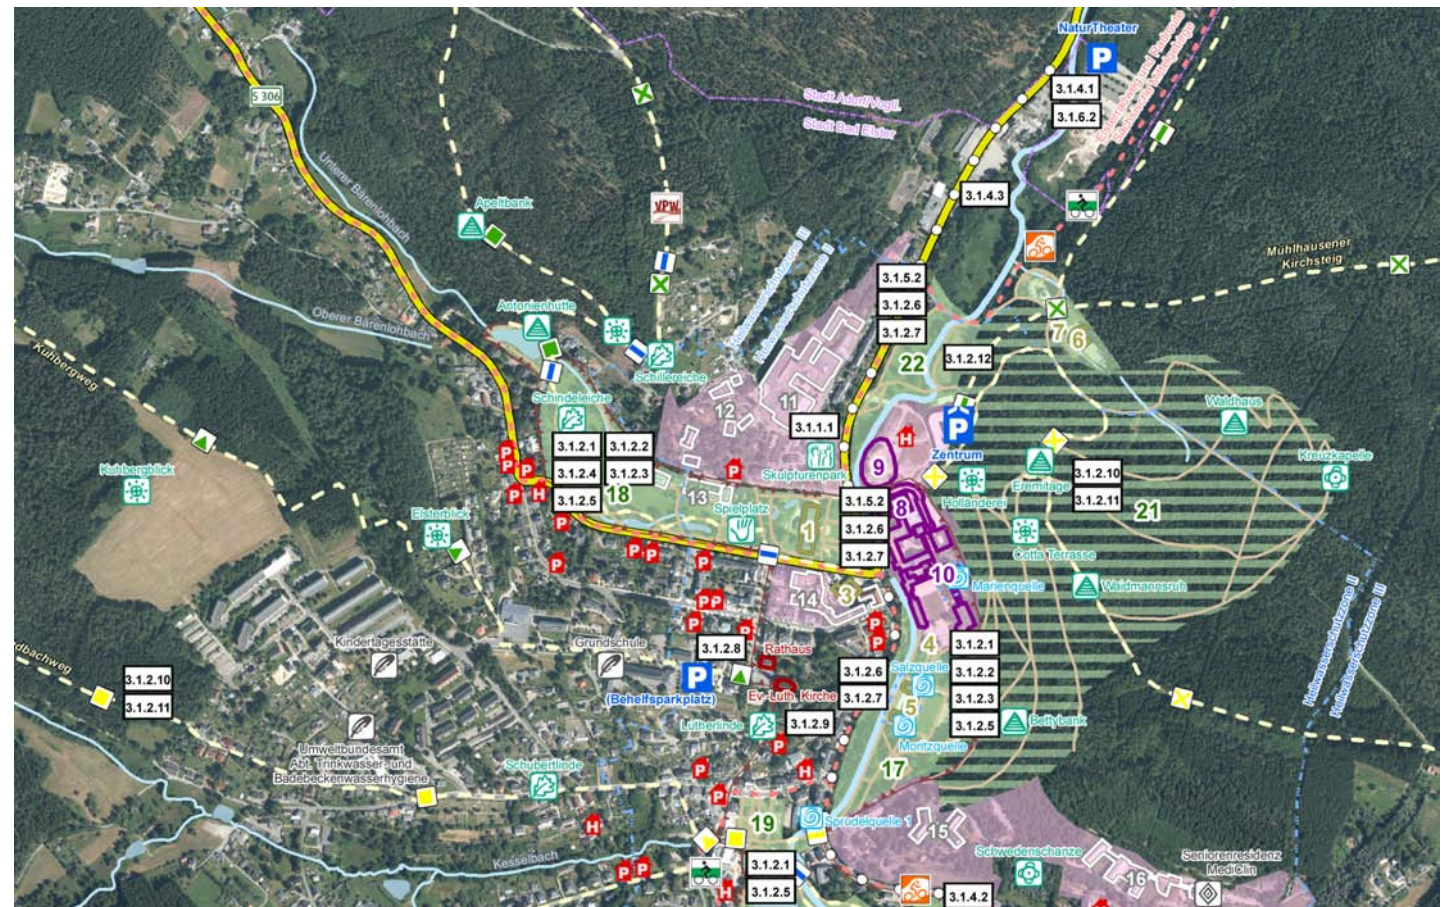 NaturTheater
P
S 306
Stadt Adorf/Vogtl.
Stadt Bad Elster
3.1.4.1
3.1.6.2
Unterer Bärenlohbach
Apeltbank
VPW
3.1.4.3
Mühlhausener
Kirchsteig
Heilwasserschutzzone III
Heilwasserschutzzone II
3.1.5.2
3.1.2.6
3.1.2.7
Antonienhütte
Oberer Bärenlohbach
7
6
Kuhbergweg
Schillereiche
22
3.1.2.12
Schindeleiche
12
11
Waldhaus
3.1.1.1
P
Zentrum
H
Kreuzkapelle
3.1.2.1
3.1.2.2
3.1.2.4
3.1.2.3
3.1.2.5
18
P
P
P
P
H
P
Skulpturenpark
9
Kuhbergblick
Holländerei
Eremitage
3.1.2.10
3.1.2.11
21
13
Spielplatz
1
3.1.5.2
3.1.2.6
3.1.2.7
8
Elsterblick
P
P
P
P
P
Cotta Terrasse
10
Marienquelle
Waidmannsruh
14
3
P
P
P
P
P
P
Heilwasserschutzzone II
Heilwasserschutzzone III
Kindertagesstätte
Grundschule
3.1.2.8
Rathaus
4
3.1.2.1
3.1.2.2
3.1.2.3
3.1.2.5
Salzquelle
3.1.2.6
3.1.2.7
P
(Behelfsparkplatz)
Ev.-Luth. Kirche
3.1.2.10
3.1.2.11
5
Lutherlinde
3.1.2.9
Moritzquelle
Bettybank
P
Umweltbundesamt
Abt. Trinkwasser- und
Badebeckenwasserhygiene
Schubertlinde
17
P
H
P
19
Sprudelquelle 1
15
H
Kesselbach
Schwedenschanze
Seniorenresidenz
MediClin
3.1.2.1
3.1.2.5
16
P
P
H
3.1.4.2